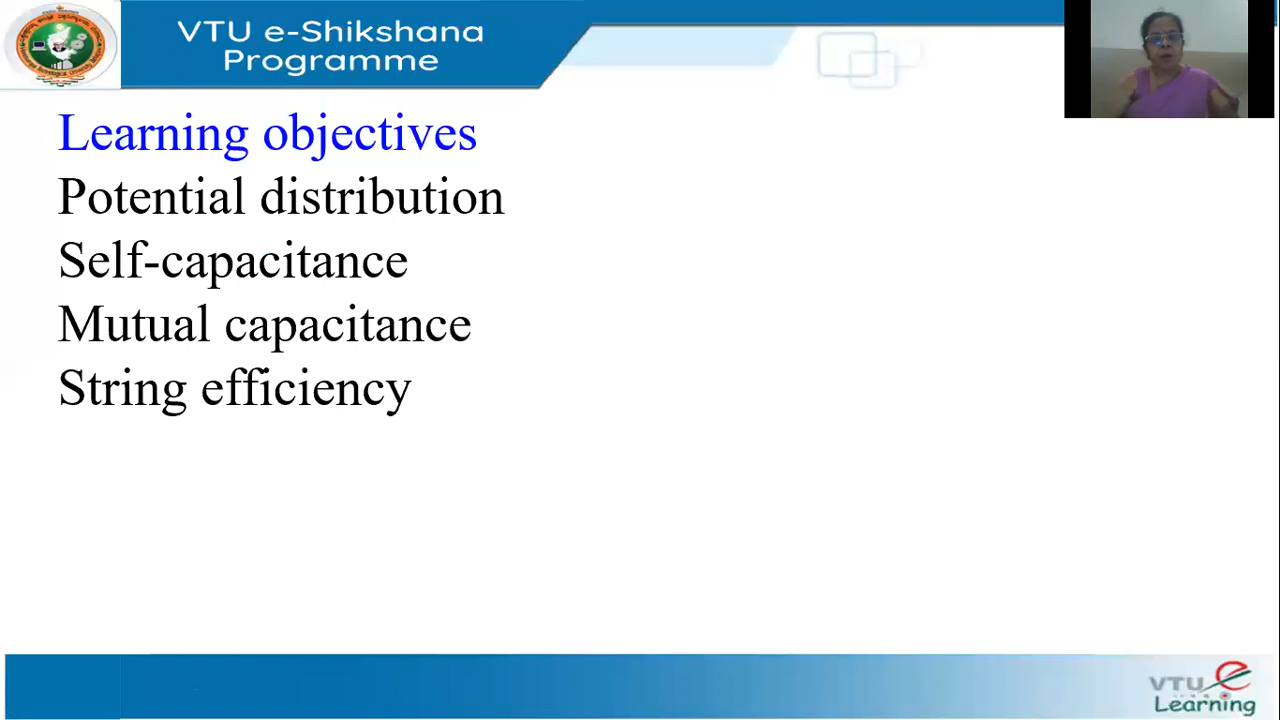 VTU e-Shikshana
Programme
Learning objectives
Potential distribution
Self-capacitance
Mutual capacitance
String efficiency
VTU e
Learning